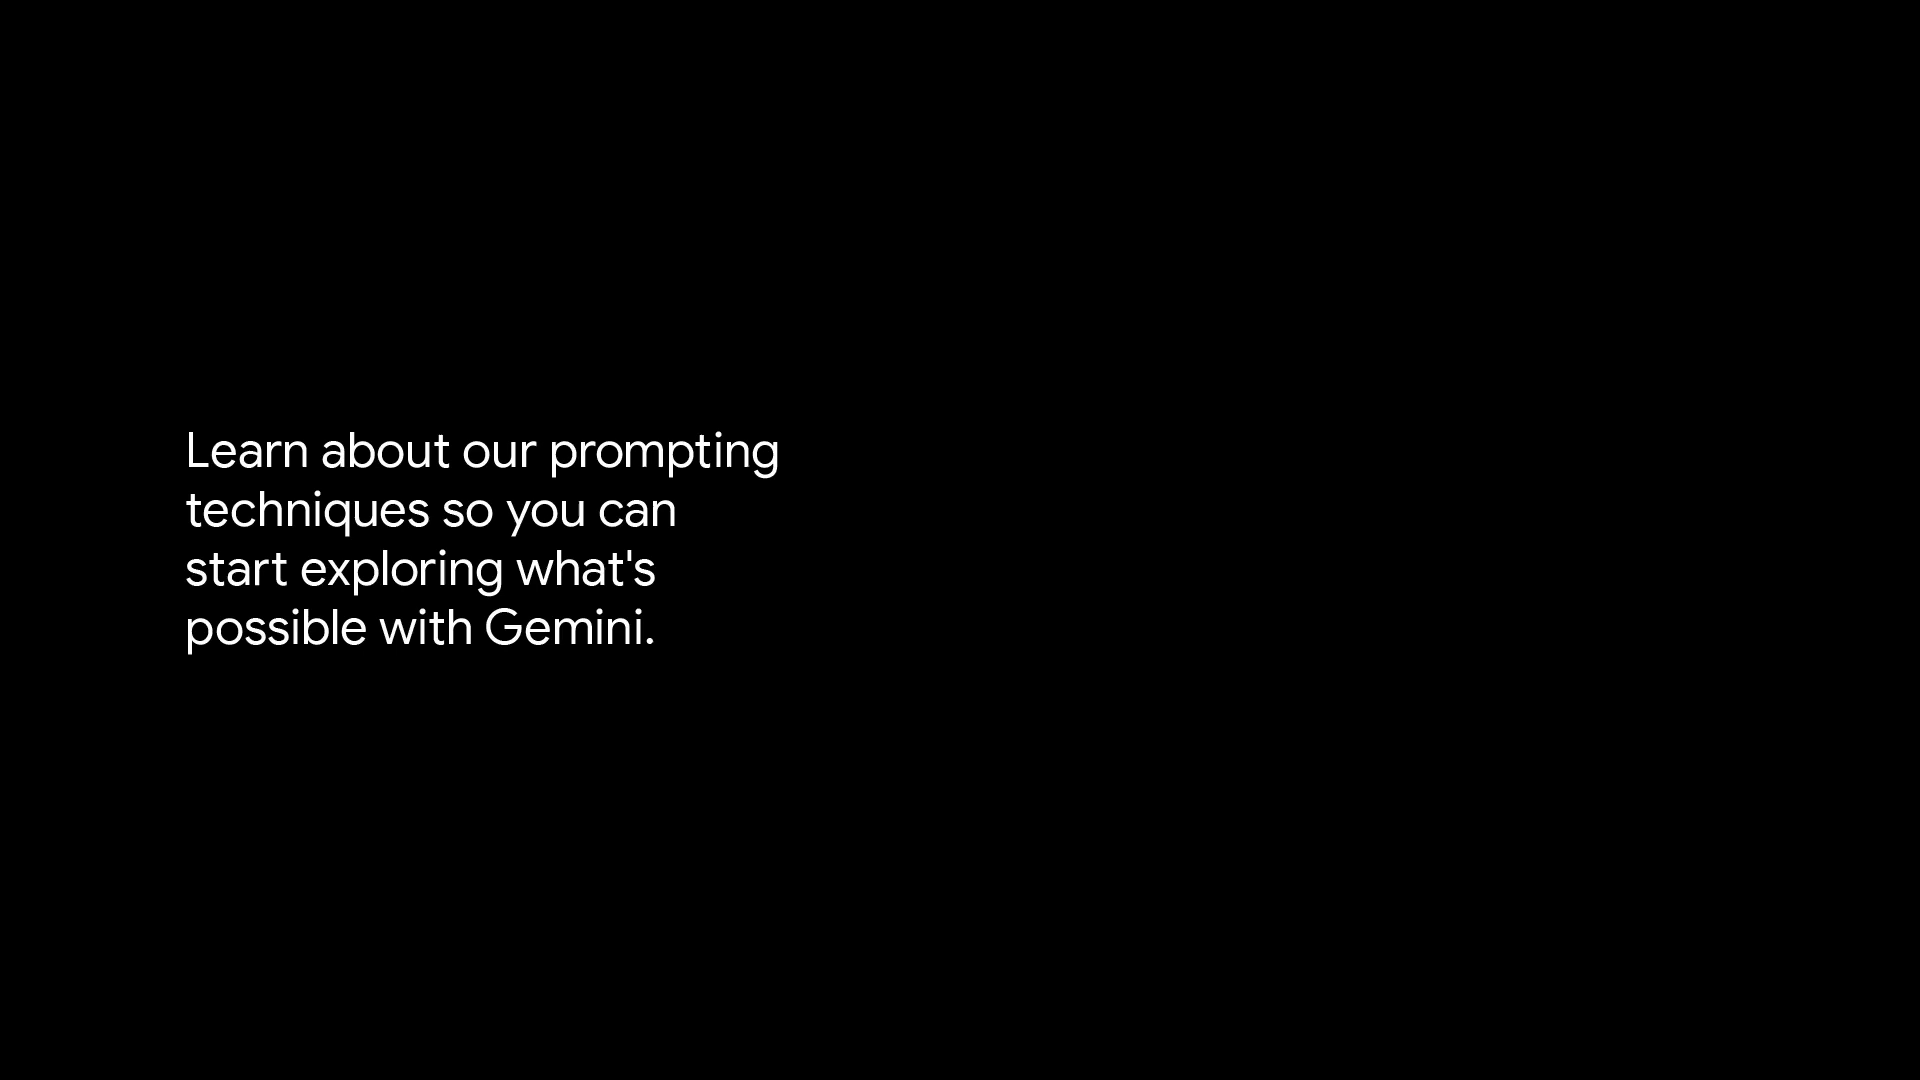 Learn about our prompting
techniques so you can
start exploring what's
possible with Gemini.